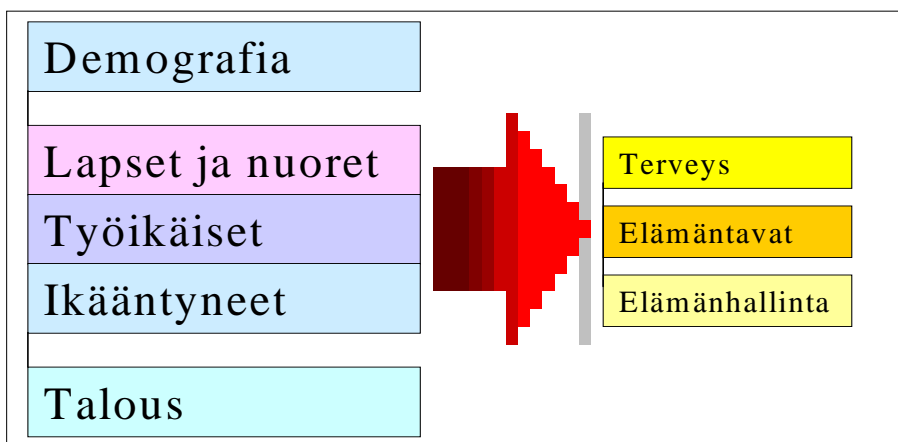 Demografia
Lapset ja nuoret
Työikäiset
Ikääntyneet
Talous
Terveys
Elämäntavat
Elämänhallinta